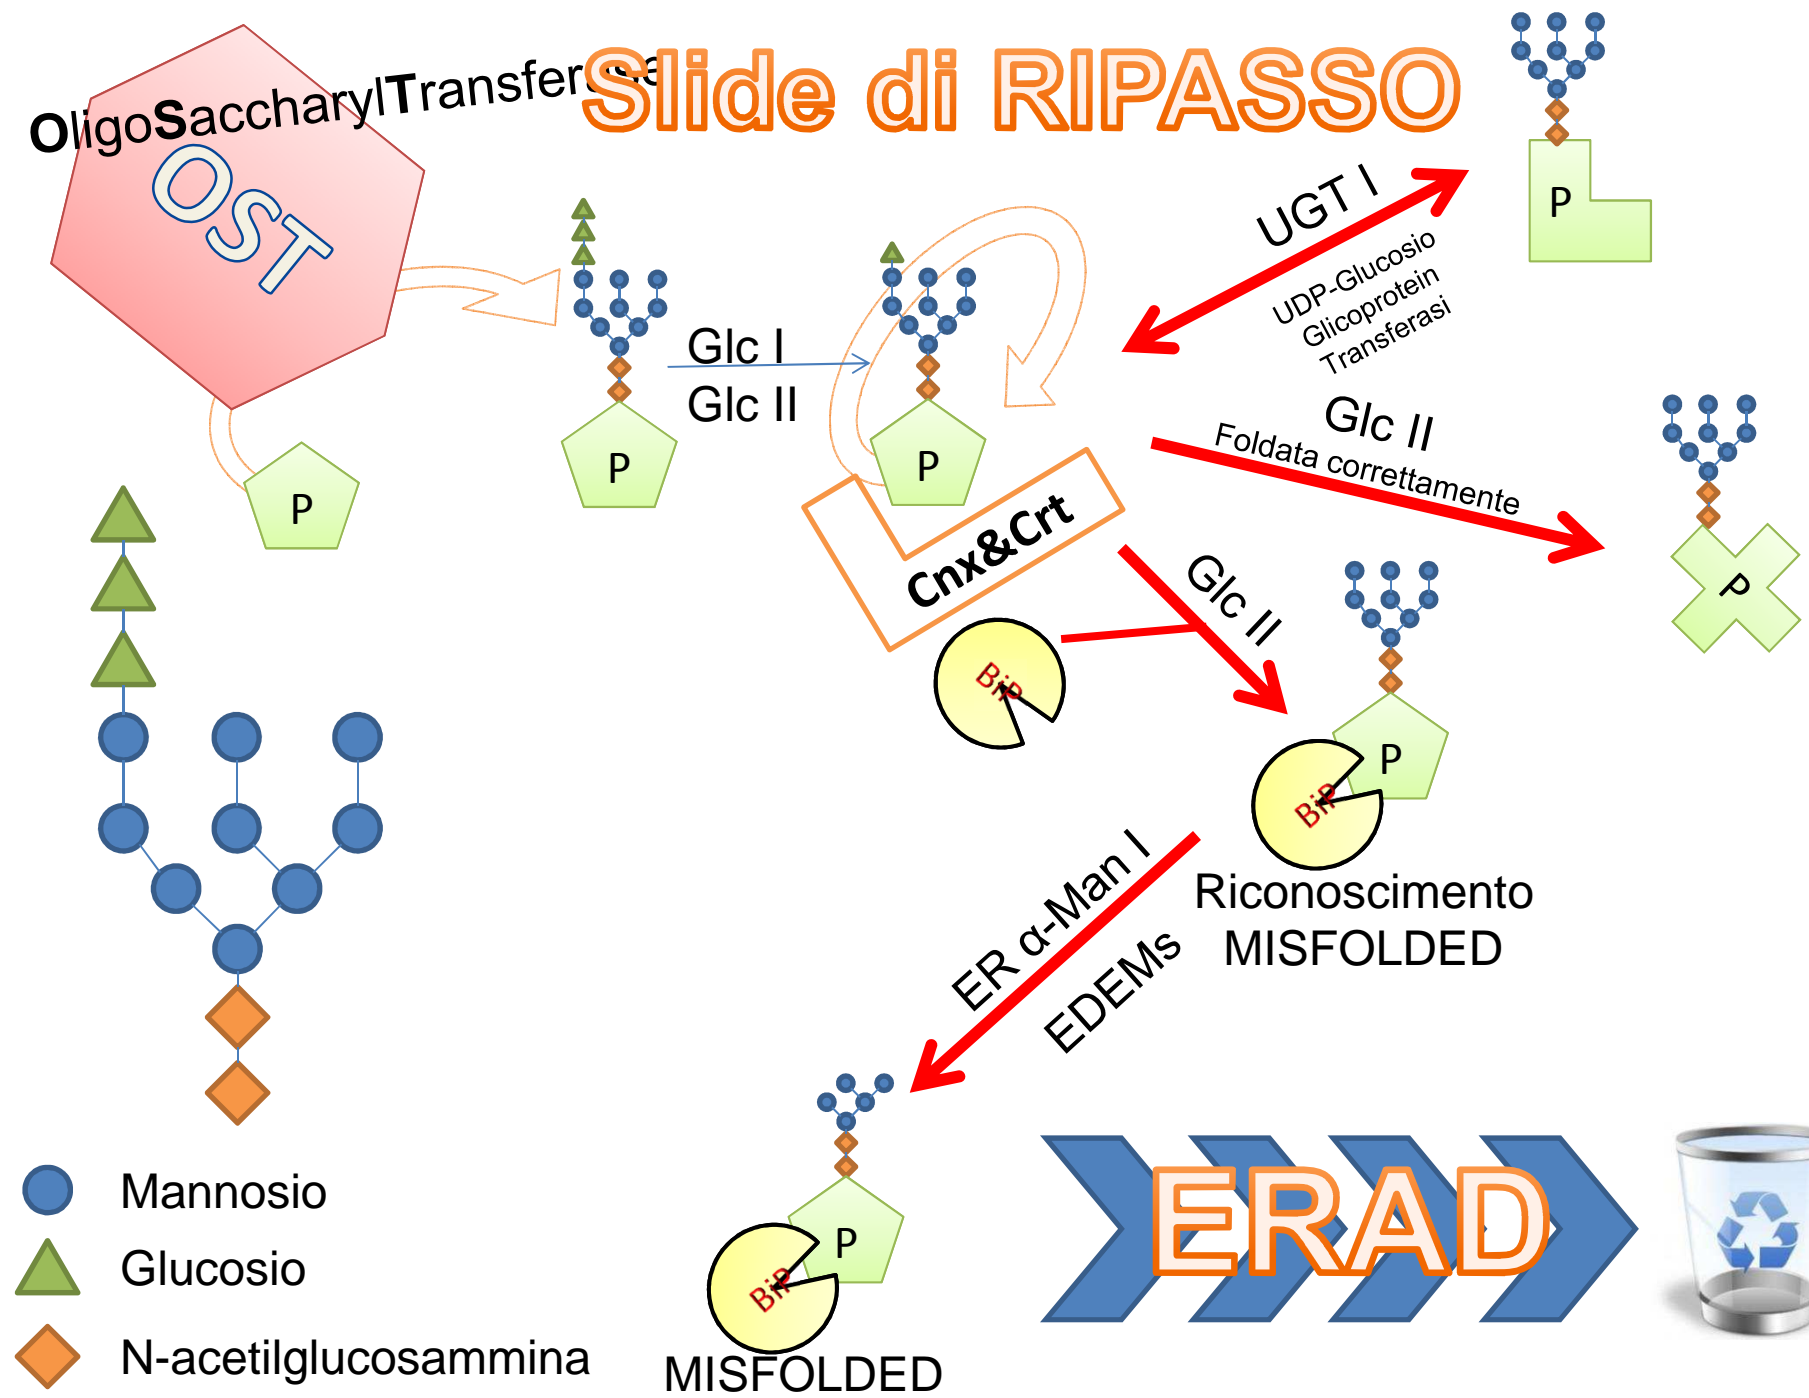 OligoSaccharylTransferase
Slide di RIPASSO
OST
P
UGT I
UDP-Glucosio
Glicoprotein
Transferasi
P
Glc I
Glc II
P
P
Glc II
Foldata correttamente
P
Cnx&Crt
P
Glc II
BiP
P
BiP
Riconoscimento
MISFOLDED
ER α-Man I
EDEMs
Mannosio
Glucosio
N-acetilglucosammina
P
BiP
MISFOLDED
ERAD